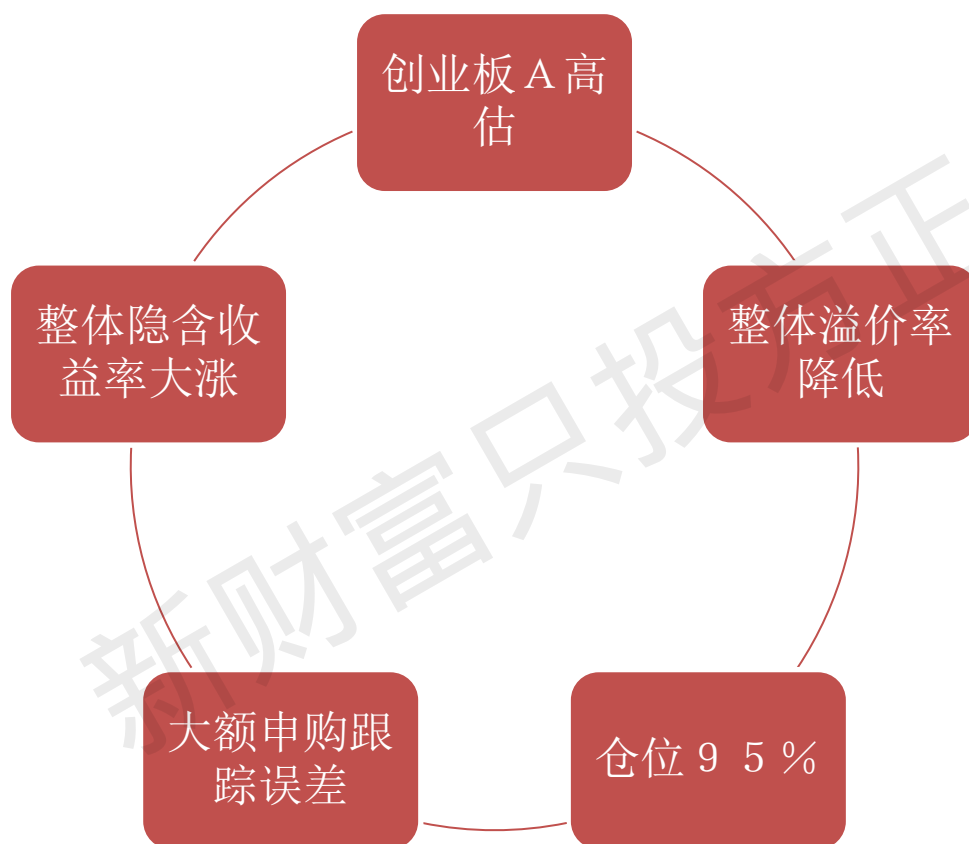 创业板Ａ高
估
整体隐含收
益率大涨
整体溢价率
降低
大额申购跟
踪误差
仓位９５％
新财富只投方正